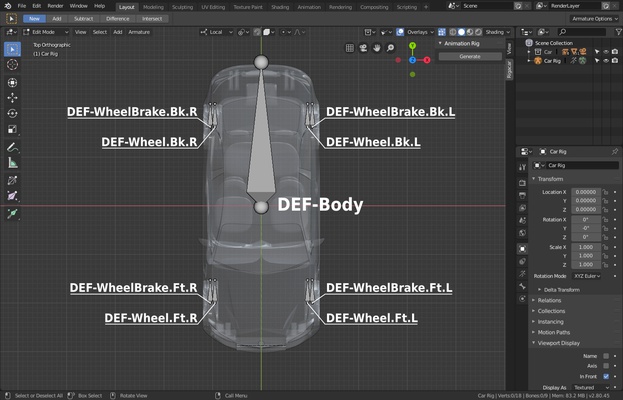 File Edit Render Window Help
Layout Modeling Sculpting UV Editing Texture Paint Shading Animation Rendering Compositing Scripting +
Scene RenderLayer
New Add Subtract Difference Intersect
Armature Options
Edit Mode View Select Add Armature
Local
Overlays
Shading
Top Orthographic
(1) Car Rig
Animation Rig
Generate
View
Rigacar
Scene Collection
Car
Car Rig
DEF-WheelBrake.Bk.R
DEF-WheelBrake.Bk.L
DEF-Wheel.Bk.R
DEF-Wheel.Bk.L
DEF-Body
DEF-WheelBrake.Ft.R
DEF-WheelBrake.Ft.L
DEF-Wheel.Ft.R
DEF-Wheel.Ft.L
Car Rig
Car Rig
Transform
Location X 0.00000
Y 0.00000
Z 0.00000
Rotation X 0°
Y -0°
Z 0°
Scale X 1.000
Y 1.000
Z 1.000
Rotation Mode XYZ Euler
Delta Transform
Relations
Collections
Instancing
Motion Paths
Viewport Display
Name
Axis
In Front
Display As Textured
Select or Deselect All Box Select Rotate View Call Menu
Car Rig | Verts:0/18 | Bones:0/9 | Mem: 83.2 MB | v2.80.45